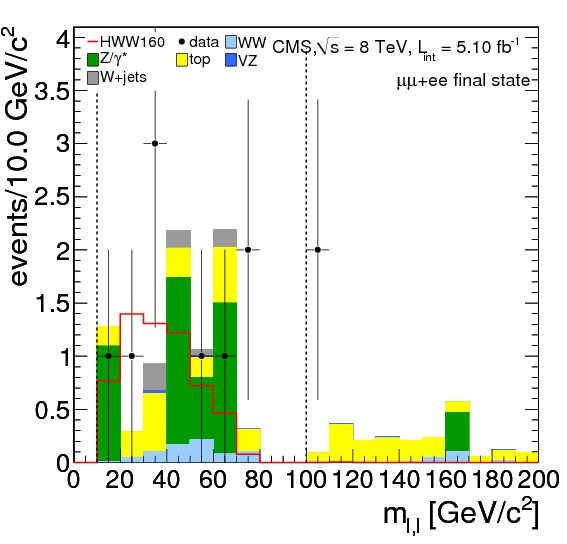 HWW160 data WW CMS,√s = 8 TeV, L_int = 5.10 fb⁻¹
Z/γ* top VZ
W+jets μμ+ee final state
events/10.0 GeV/c²
4
3.5
3
2.5
2
1.5
1
0.5
0
0 20 40 60 80 100 120 140 160 180 200
m_l,l [GeV/c²]